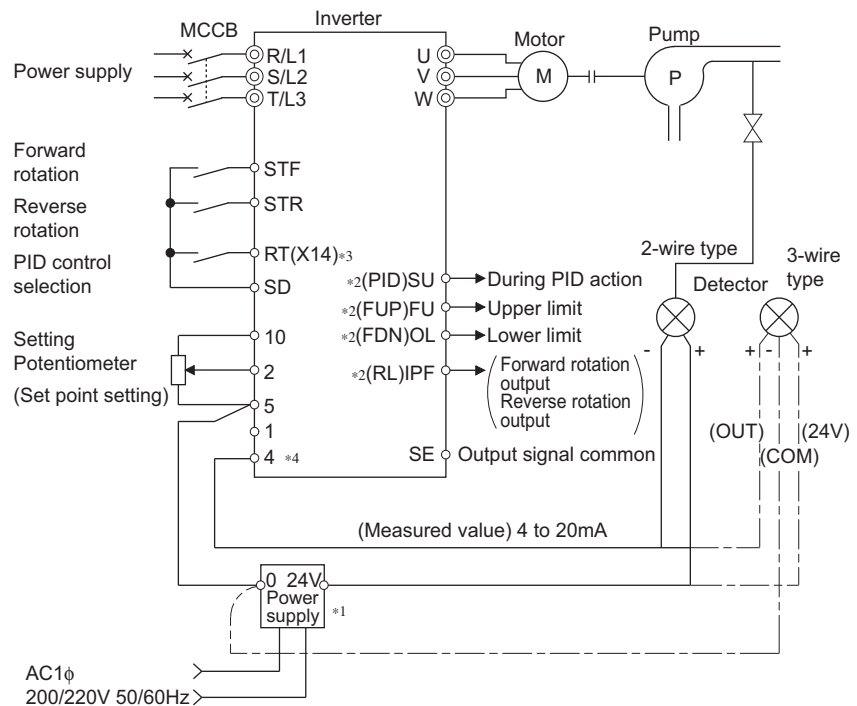 Inverter
MCCB
Power supply
R/L1
S/L2
T/L3
U
V
W
Motor
M
Pump
P
Forward
rotation
Reverse
rotation
PID control
selection
STF
STR
RT(X14)*3
SD
Setting
Potentiometer
(Set point setting)
10
2
5
1
4 *4
*2(PID)SU
During PID action
*2(FUP)FU
Upper limit
*2(FDN)OL
Lower limit
*2(RL)IPF
(Forward rotation
output
Reverse rotation
output)
SE
Output signal common
2-wire type
Detector
3-wire
type
- +
+ - +
(OUT)
(24V)
(COM)
(Measured value) 4 to 20mA
0 24V
Power
supply
*1
AC1ϕ
200/220V 50/60Hz